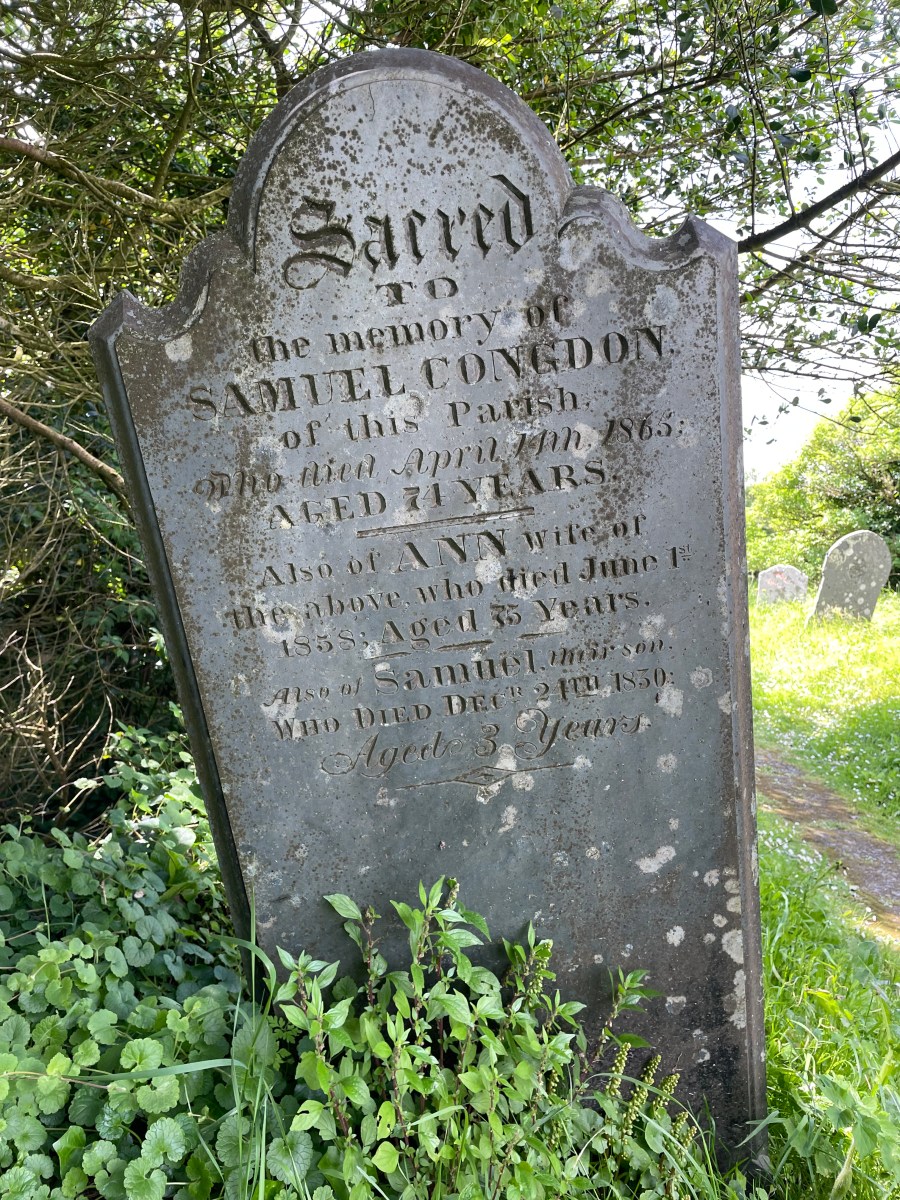 Sacred
TO
the memory of
SAMUEL CONGDON,
of this Parish,
Who died April, 1865;
AGED 74 YEARS.
Also of ANN wife of
the above, who died June 1st
1858; Aged 75 Years.
Also of Samuel, their son,
WHO DIED DECR. 24TH 1830;
Aged 3 Years